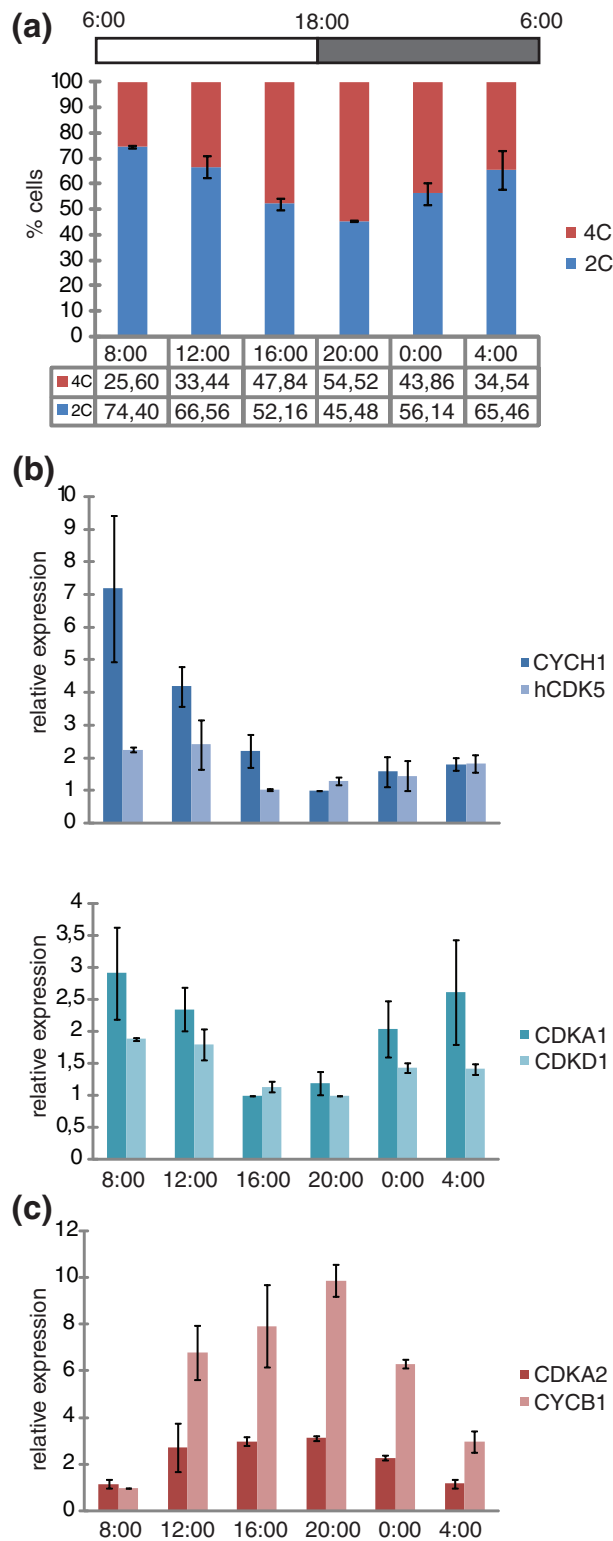 (a)
6:00 18:00 6:00
100
90
80
70
60
50
40
30
20
10
0
% cells
4C
2C
8:00 12:00 16:00 20:00 0:00 4:00
4C 25,60 33,44 47,84 54,52 43,86 34,54
2C 74,40 66,56 52,16 45,48 56,14 65,46
(b)
10
9
8
7
6
5
4
3
2
1
0
relative expression
CYCH1
hCDK5
4
3,5
3
2,5
2
1,5
1
0,5
0
relative expression
CDKA1
CDKD1
8:00 12:00 16:00 20:00 0:00 4:00
(c)
12
10
8
6
4
2
0
relative expression
CDKA2
CYCB1
8:00 12:00 16:00 20:00 0:00 4:00